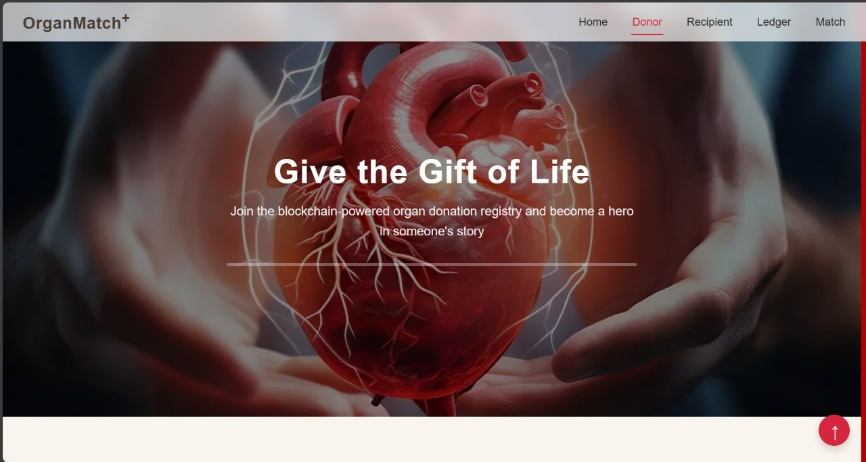 OrganMatch+
Home Donor Recipient Ledger Match
Give the Gift of Life
Join the blockchain-powered organ donation registry and become a hero
in someone's story
↑